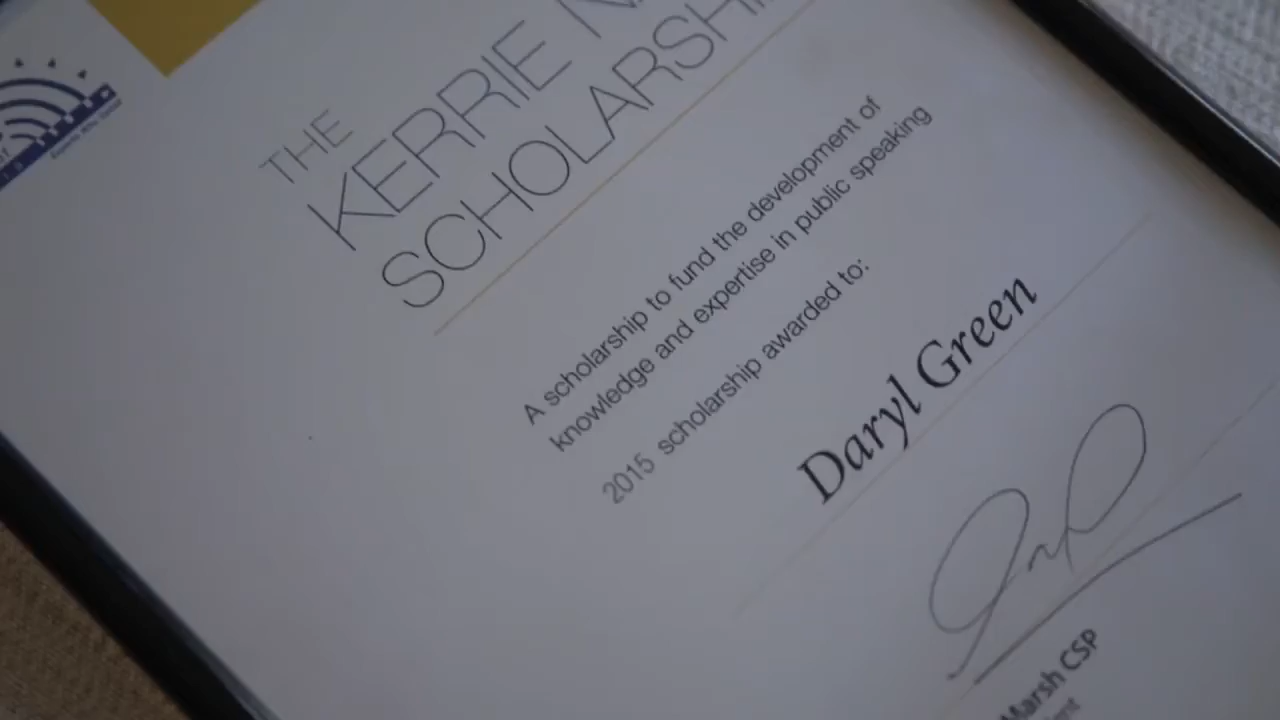 THE
KERRIE
SCHOLARSHI
A scholarship to fund the development of
knowledge and expertise in public speaking
2015 scholarship awarded to:
Daryl Green
Marsh CSP